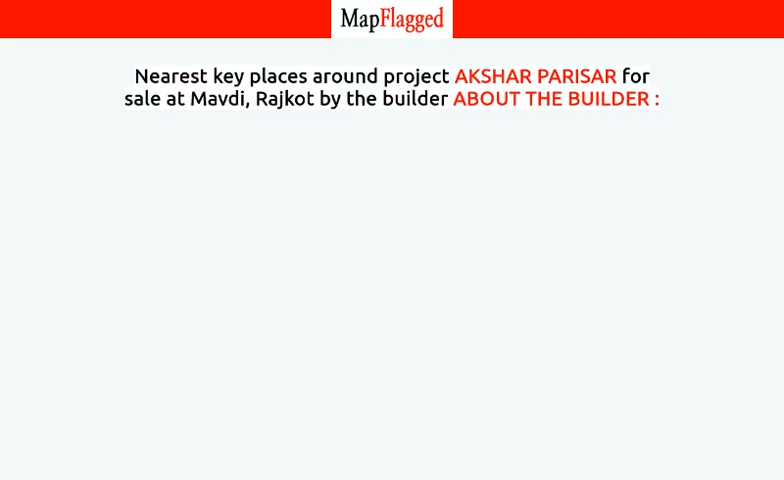 MapFlagged
Nearest key places around project AKSHAR PARISAR for
sale at Mavdi, Rajkot by the builder ABOUT THE BUILDER :